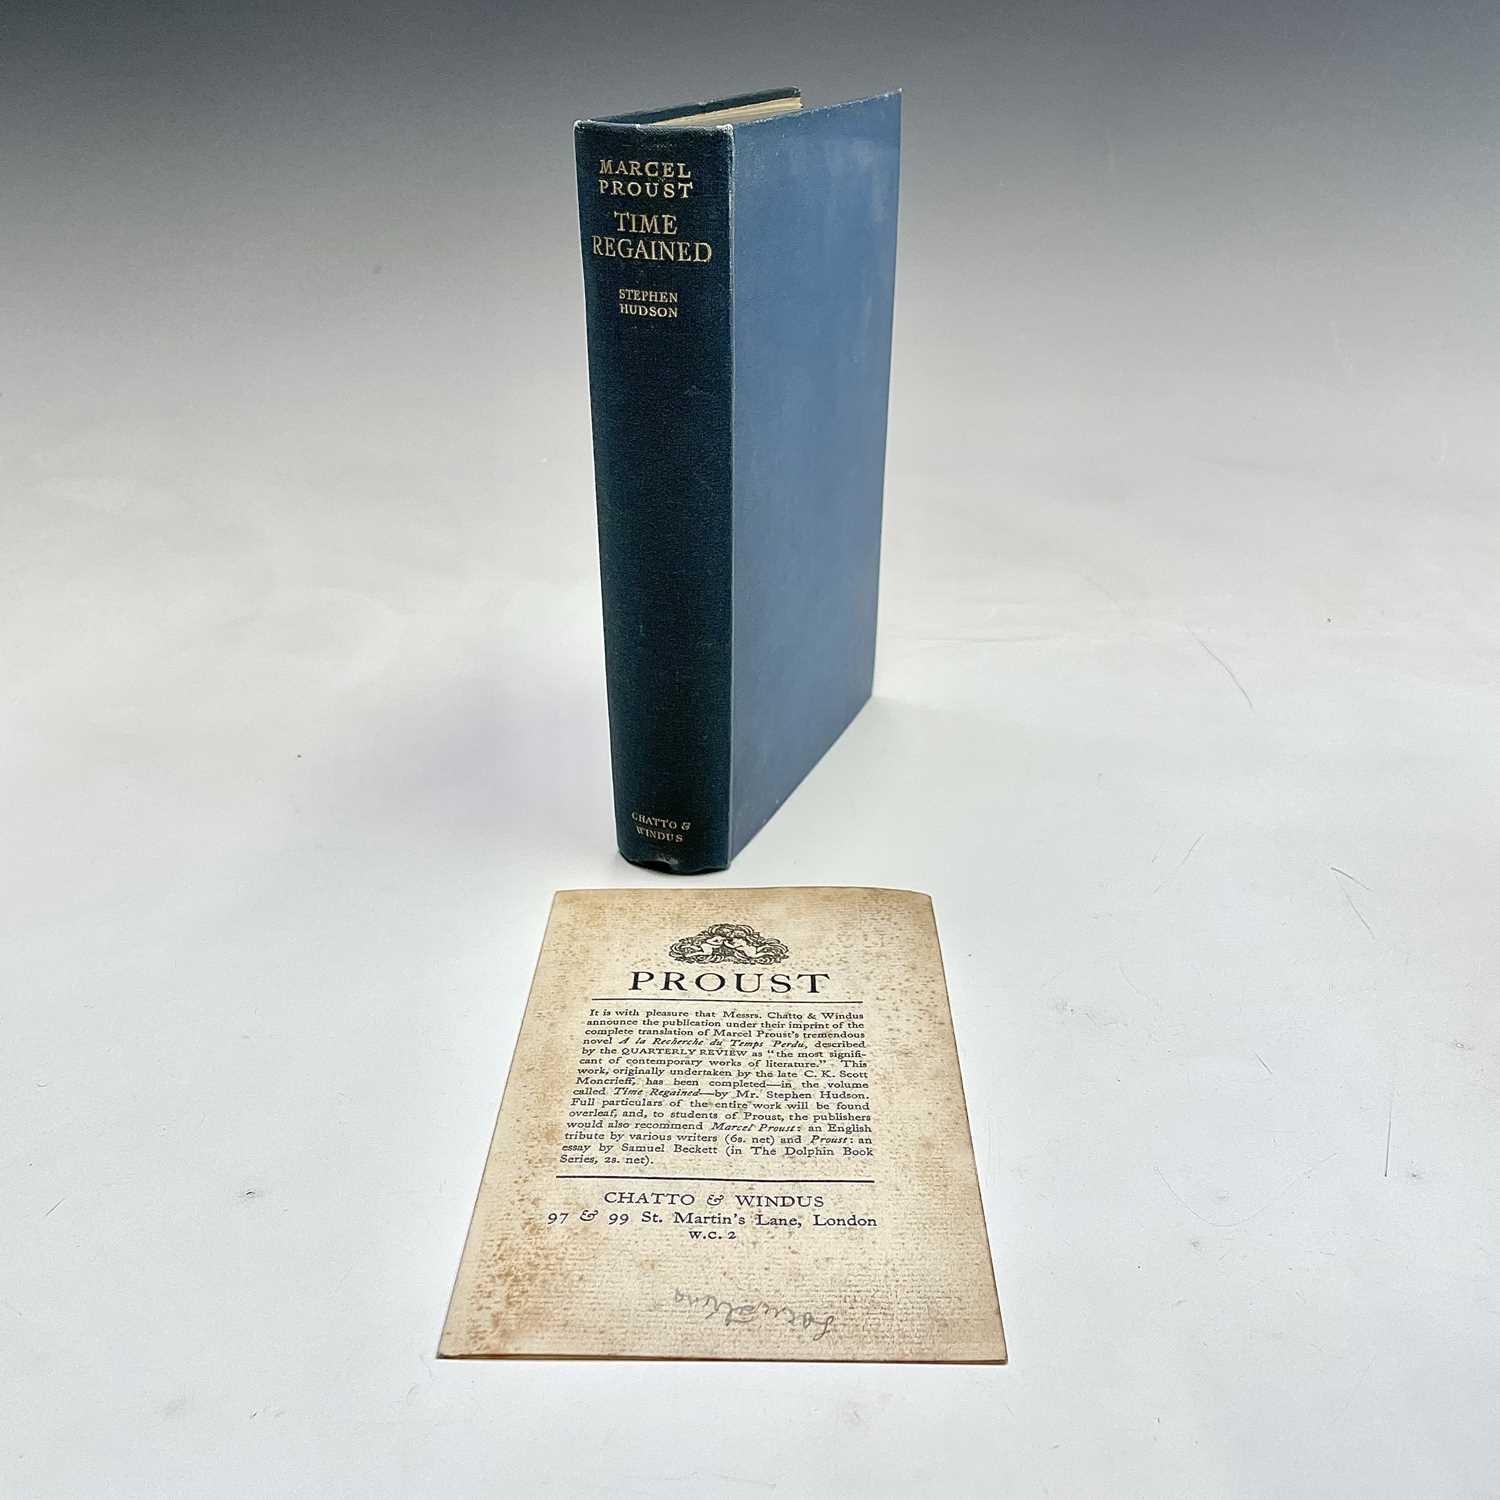 MARCEL
PROUST
TIME
REGAINED
STEPHEN
HUDSON
CHATTO &
WINDUS
PROUST
It is with pleasure that Messrs. Chatto & Windus
announce the publication under their imprint of the
complete translation of Marcel Proust's tremendous
novel A la Recherche du Temps Perdu, described
by the QUARTERLY REVIEW as "the most signifi-
cant of contemporary works of literature." This
work, originally undertaken by the late C. K. Scott
Moncrieff, has been completed—in the volume
called Time Regained—by Mr. Stephen Hudson.
Full particulars of the entire work will be found
overleaf, and, to students of Proust, the publishers
would also recommend Marcel Proust: an English
tribute by various writers (6s. net) and Proust: an
essay by Samuel Beckett (in The Dolphin Book
Series, 2s. net).
CHATTO & WINDUS
97 & 99 St. Martin's Lane, London
W.C. 2